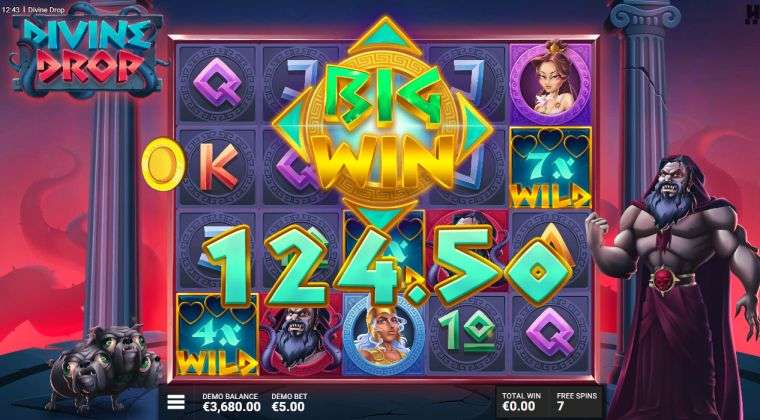 12:43 | Divine Drop
DIVINE
DROP
BIG
WIN
124.50
Q
K
Q
7x
WILD
4x
WILD
10
Q
DEMO BALANCE
€3,680.00
DEMO BET
€5.00
TOTAL WIN
€0.00
FREE SPINS
7